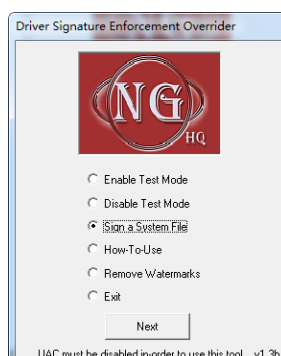 Driver Signature Enforcement Overrider
NG
HQ
Enable Test Mode
Disable Test Mode
Sign a System File
How-To-Use
Remove Watermarks
Exit
Next
UAC must be disabled in-order to use this tool v1.3b